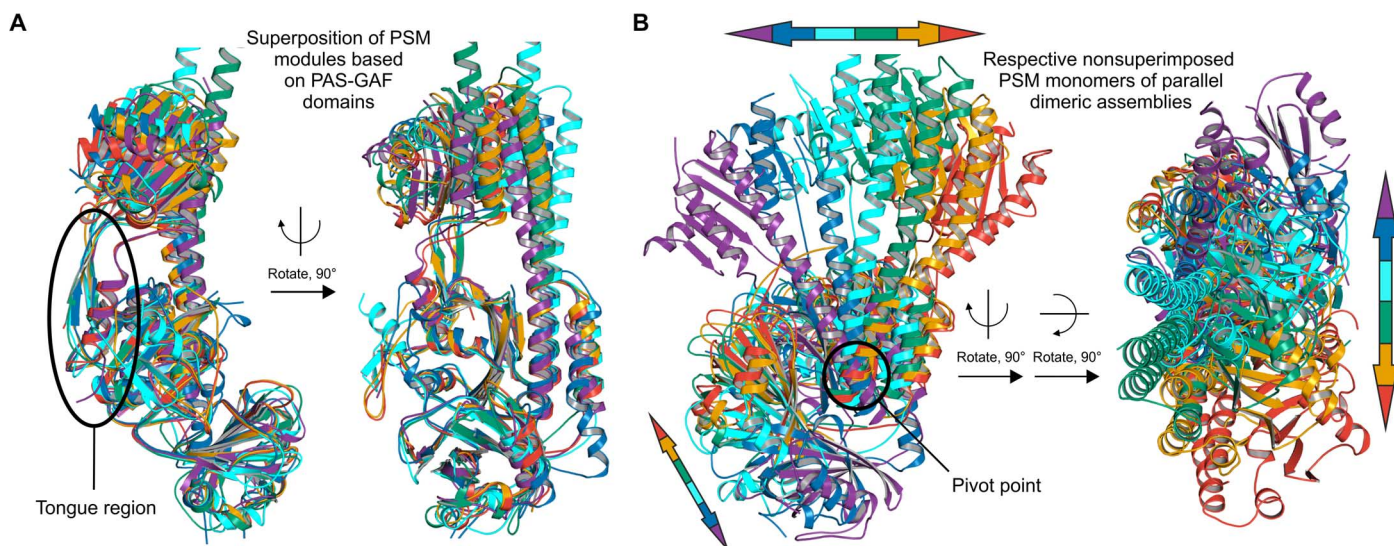 A
Superposition of PSM
modules based
on PAS-GAF
domains
Rotate, 90°
Tongue region
B
Respective nonsuperimposed
PSM monomers of parallel
dimeric assemblies
Rotate, 90°
Rotate, 90°
Pivot point